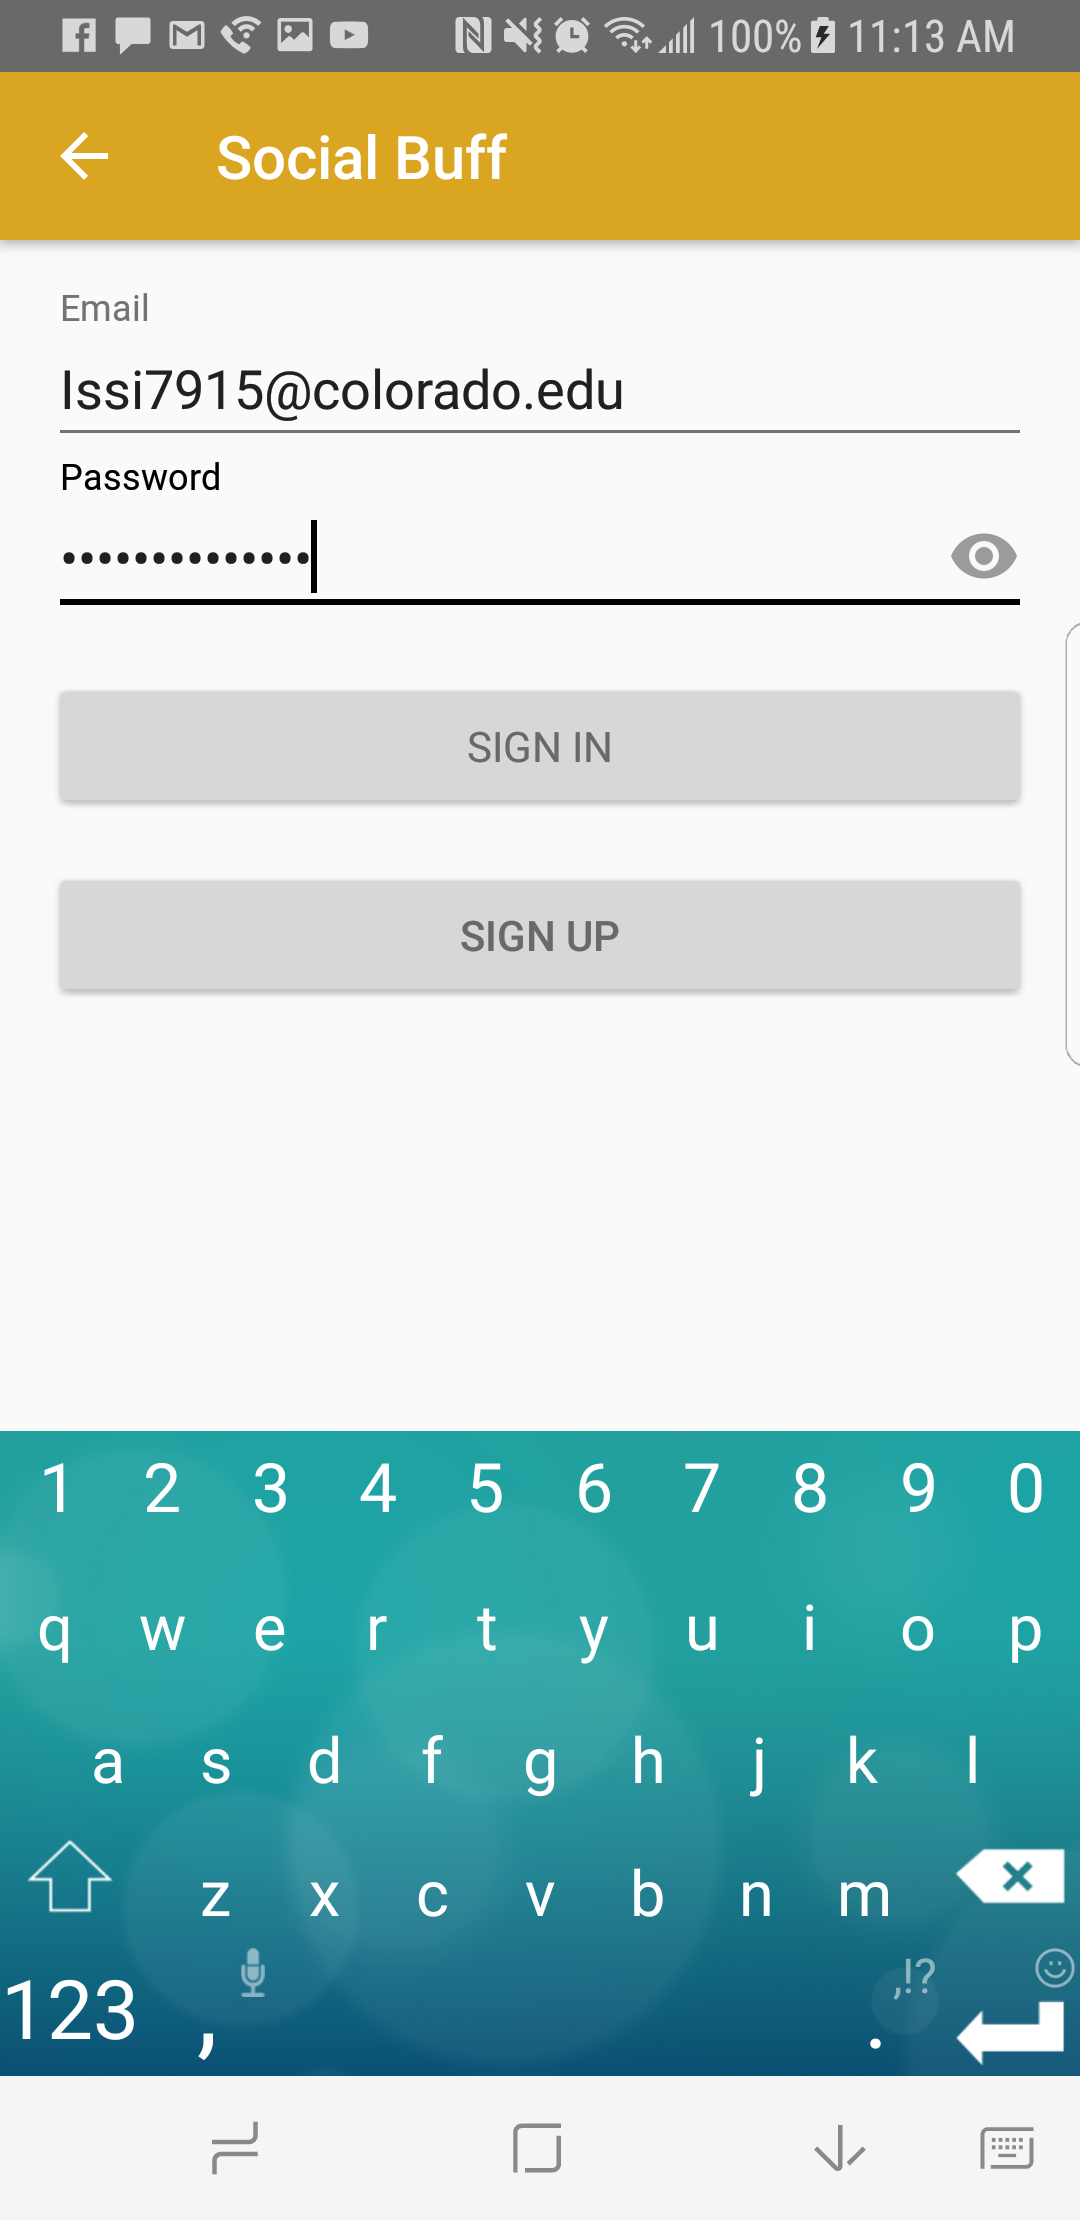 100% 11:13 AM
Social Buff
Email
Issi7915@colorado.edu
Password
••••••••••••••
SIGN IN
SIGN UP
1 2 3 4 5 6 7 8 9 0
q w e r t y u i o p
a s d f g h j k l
z x c v b n m
,!?
123 , .